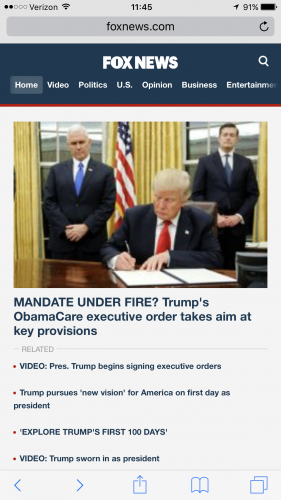 Verizon 11:45 91%
foxnews.com
FOX NEWS
Home Video Politics U.S. Opinion Business Entertainme
MANDATE UNDER FIRE? Trump's
ObamaCare executive order takes aim at
key provisions
RELATED
• VIDEO: Pres. Trump begins signing executive orders
• Trump pursues 'new vision' for America on first day as
president
• 'EXPLORE TRUMP'S FIRST 100 DAYS'
• VIDEO: Trump sworn in as president